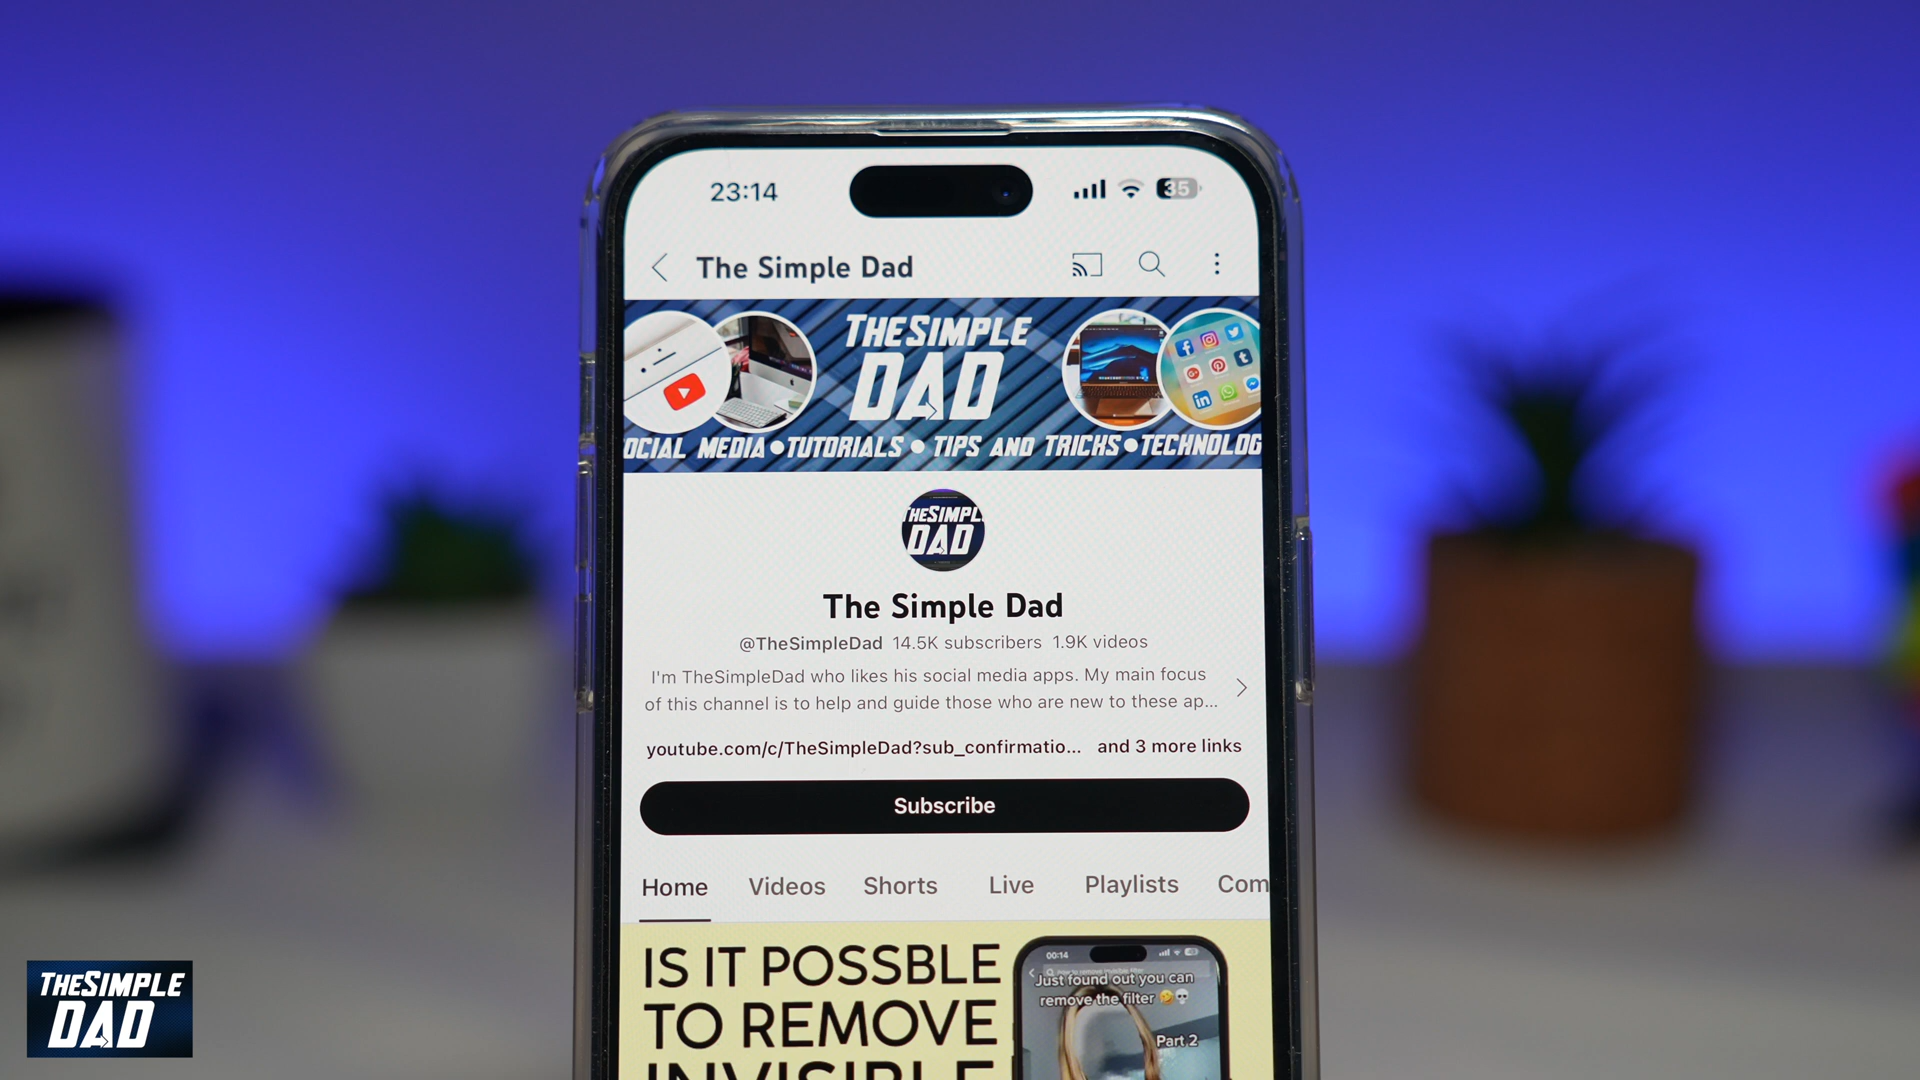 23:14
35
The Simple Dad
THESIMPLE
DAD
OCIAL MEDIA • TUTORIALS • TIPS AND TRICKS • TECHNOLOG
THESIMPL
DAD
The Simple Dad
@TheSimpleDad 14.5K subscribers 1.9K videos
I'm TheSimpleDad who likes his social media apps. My main focus
of this channel is to help and guide those who are new to these ap...
youtube.com/c/TheSimpleDad?sub_confirmatio... and 3 more links
Subscribe
Home Videos Shorts Live Playlists Com
IS IT POSSBLE
TO REMOVE
INVISIBLE
00:14
Just found out you can
remove the filter 🤣💀
Part 2
THESIMPLE
DAD